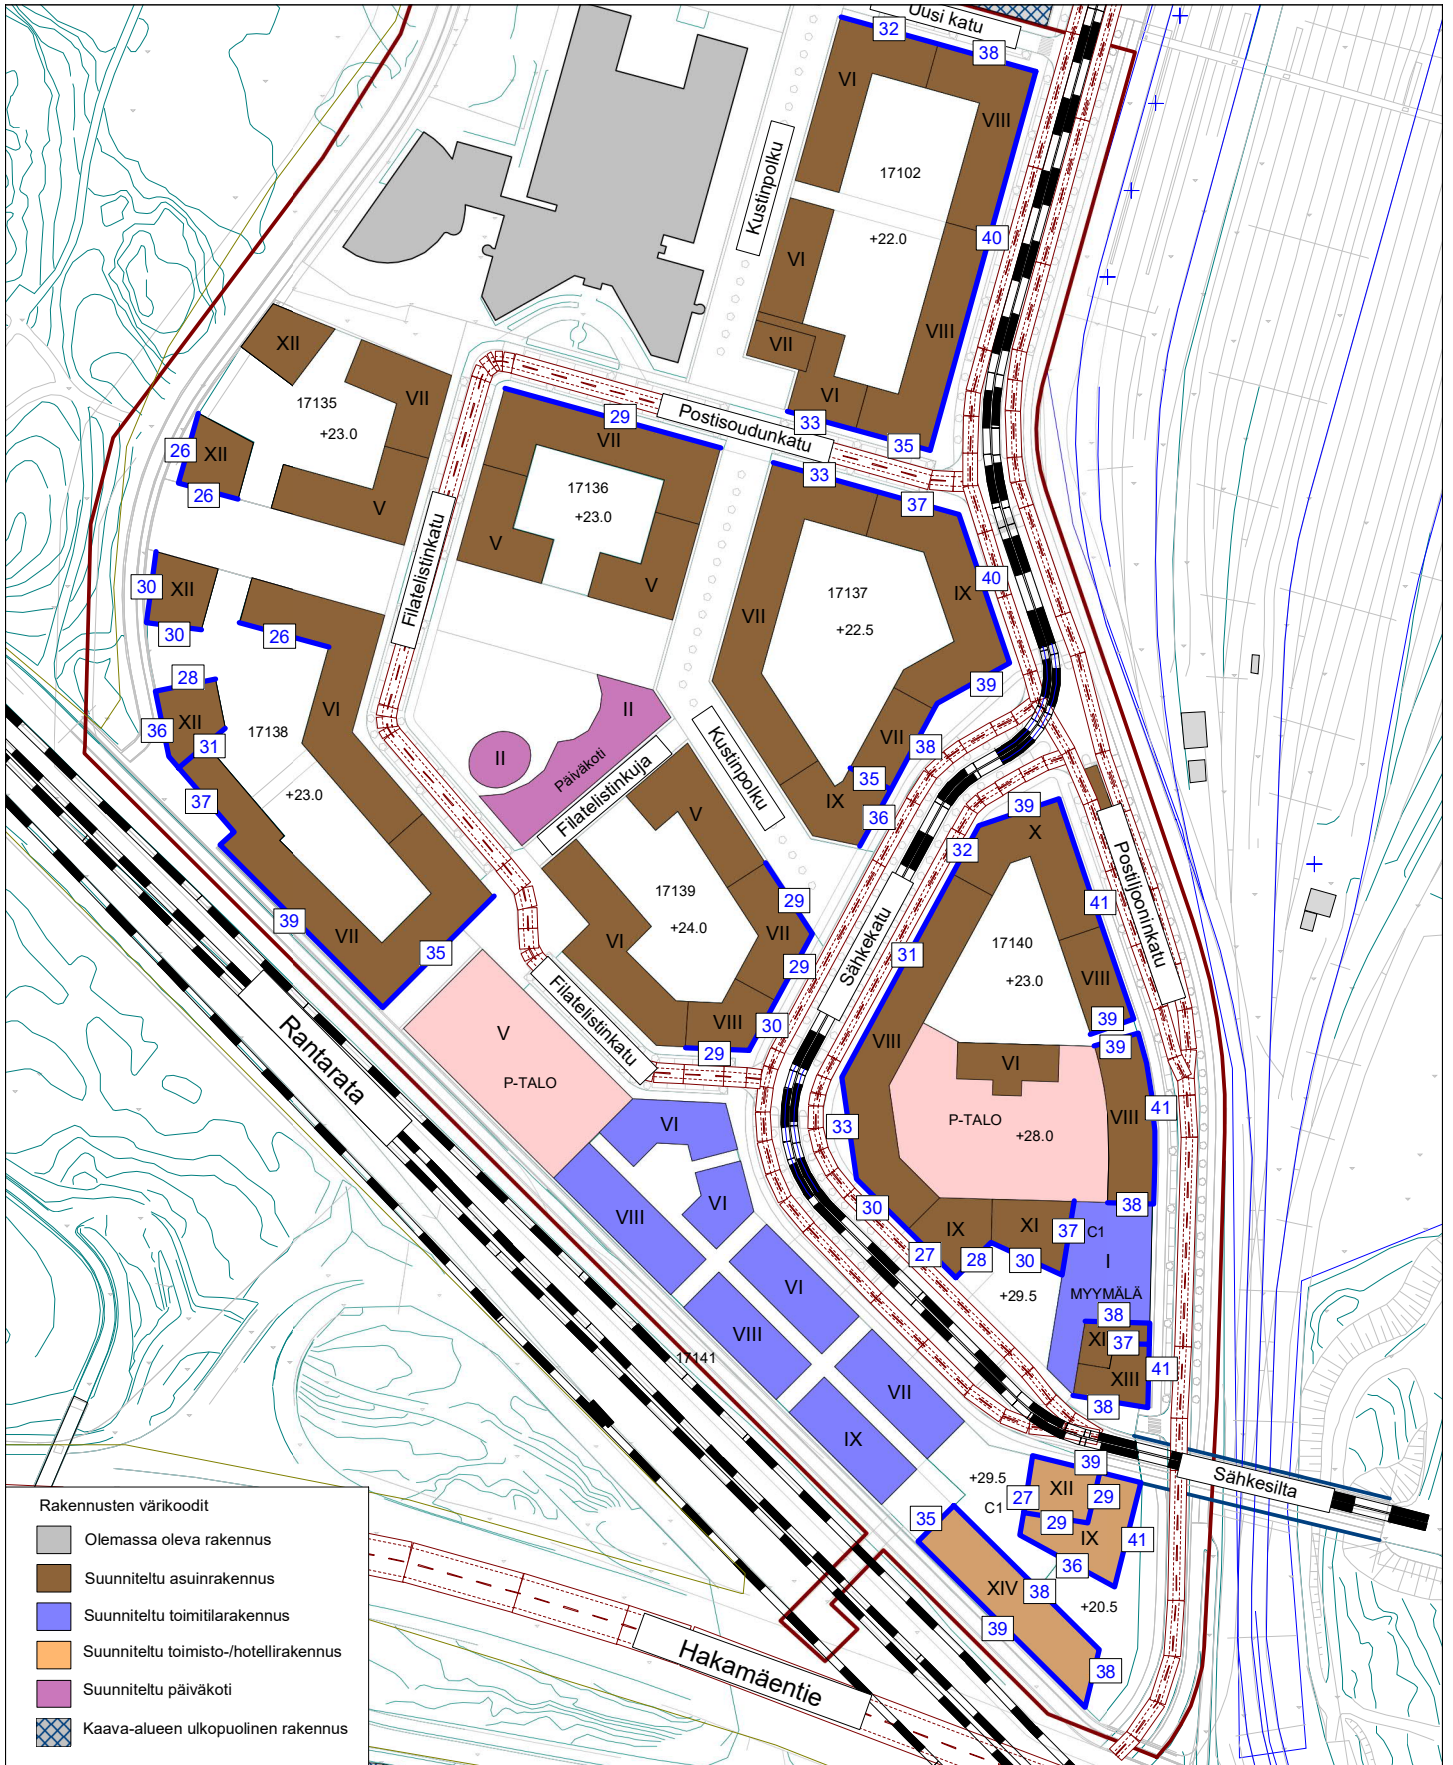 Uusi katu
32
38
VI
VIII
17102
Kustinpolku
40
+22.0
VI
VIII
XII
VII
VII
17135
VI
29
Postisoudunkatu
33
35
+23.0
VII
26
XII
33
17136
26
37
+23.0
V
Filatelistinkatu
V
V
30
XII
40
IX
17137
VII
30
26
+22.5
28
39
36
XII
VI
II
17138
31
Kustinpolku
VII
38
II
Päiväkoti
35
37
+23.0
Filatelistinkuja
IX
36
39
X
V
32
Postiljooninkatu
17139
29
41
39
+24.0
VII
17140
VI
31
VII
35
29
Sähkekatu
+23.0
VIII
Filatelistinkatu
30
VIII
39
V
29
VIII
39
Rantarata
VI
P-TALO
41
VIII
P-TALO
VI
33
+28.0
VI
38
VIII
30
IX
XI
37
C1
27
28
30
I
VI
+29.5
MYYMÄLÄ
38
VIII
XI
37
17141
41
XIII
VII
38
IX
39
+29.5
Sähkesilta
XII
27
29
C1
35
29
IX
41
36
XIV
38
+20.5
39
38
Hakamäentie
Rakennusten värikoodit
Olemassa oleva rakennus
Suunniteltu asuinrakennus
Suunniteltu toimitilarakennus
Suunniteltu toimisto-/hotellirakennus
Suunniteltu päiväkoti
Kaava-alueen ulkopuolinen rakennus